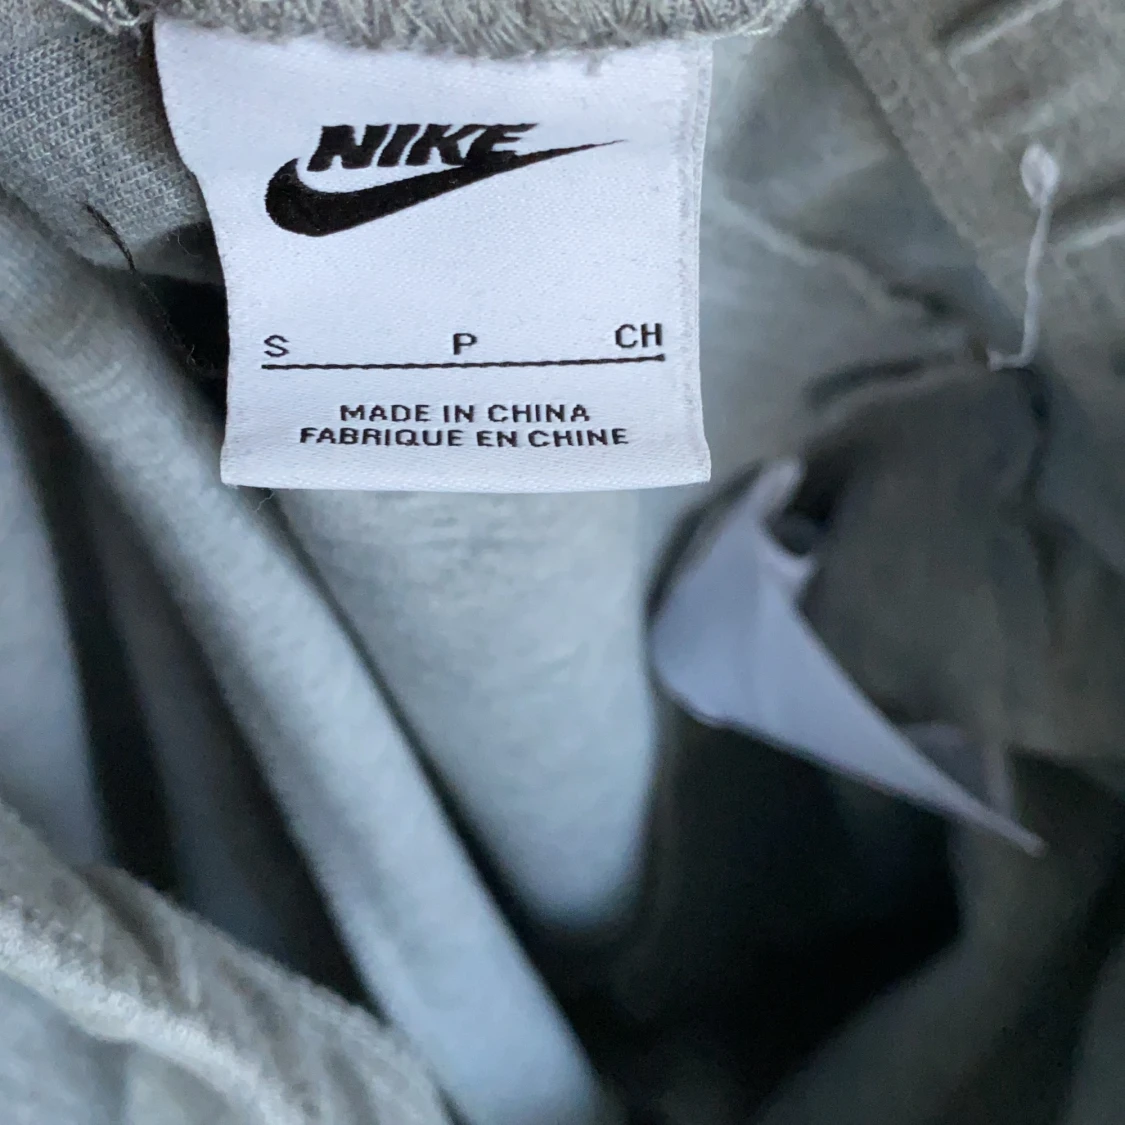 NIKE
S P CH
MADE IN CHINA
FABRIQUE EN CHINE